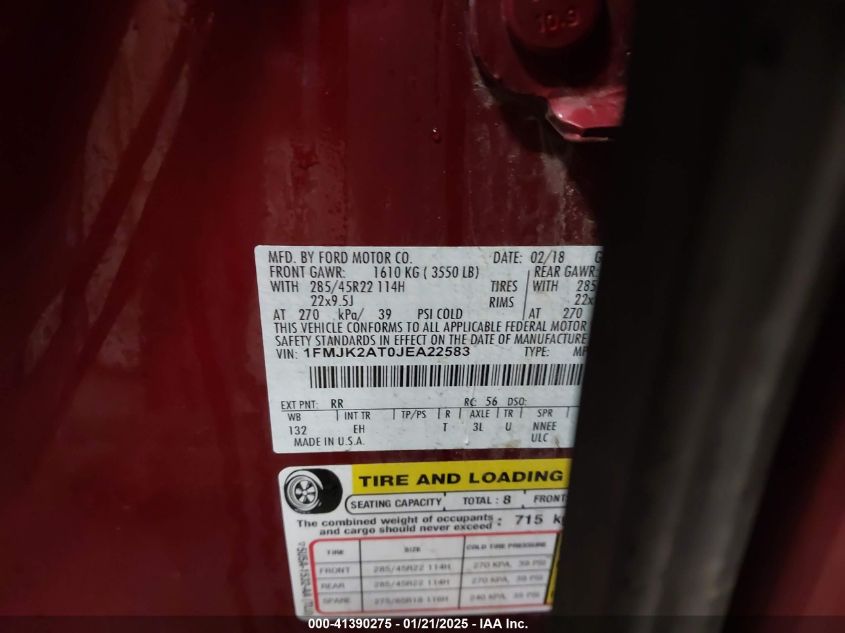 10.9
MFD. BY FORD MOTOR CO. DATE: 02/18 G
FRONT GAWR: 1610 KG ( 3550 LB) REAR GAWR:
WITH 285/45R22 114H TIRES WITH 285
22x9.5J RIMS 22x
AT 270 kPa/ 39 PSI COLD AT 270
THIS VEHICLE CONFORMS TO ALL APPLICABLE FEDERAL MOTOR
SAFETY STANDARDS IN EFFECT ON THE DATE OF MANUFACTURE
VIN: 1FMJK2AT0JEA22583 TYPE: MP
EXT PNT: RR RC: 56 DSO:
WB INT TR TP/PS R AXLE TR SPR
132 EH T 3L U NNEE
MADE IN U.S.A. ULC
TIRE AND LOADING
SEATING CAPACITY TOTAL : 8 FRONT
The combined weight of occupants
and cargo should never exceed : 715 k
TIRE SIZE COLD TIRE PRESSURE
FRONT 285/45R22 114H 270 KPA, 39 PSI
REAR 285/45R22 114H 270 KPA, 39 PSI
SPARE 275/65R18 116H 240 KPA, 35 PSI
000-41390275 - 01/21/2025 - IAA Inc.